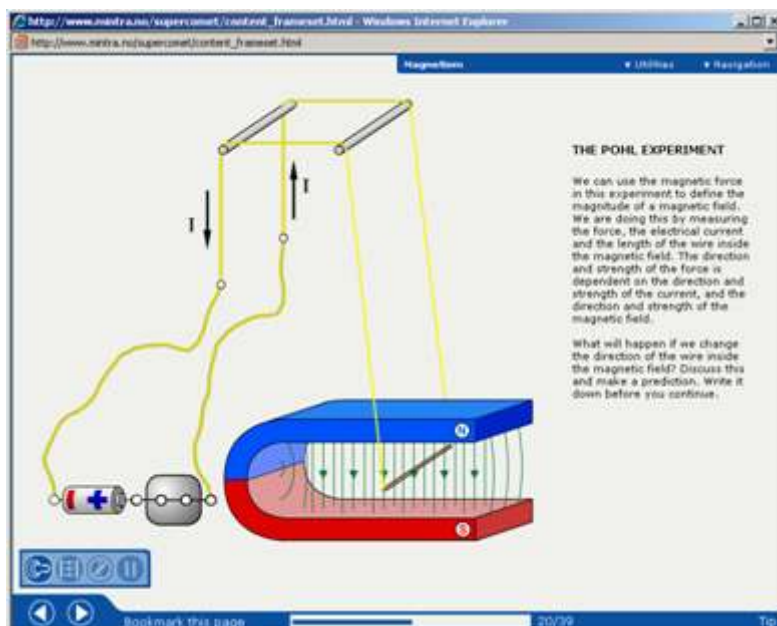 http://www.mintra.no/supercomet/content_frameset.html - Windows Internet Explorer
http://www.mintra.no/supercomet/content_frameset.html
Magnetism
Utilities
Navigation
THE POHL EXPERIMENT
We can use the magnetic force
in this experiment to define the
magnitude of a magnetic field.
We are doing this by measuring
the force, the electrical current
and the length of the wire inside
the magnetic field. The direction
and strength of the force is
dependent on the direction and
strength of the current, and the
direction and strength of the
magnetic field.
What will happen if we change
the direction of the wire inside
the magnetic field? Discuss this
and make a prediction. Write it
down before you continue.
I
I
N
S
Bookmark this page
20/39
Tip